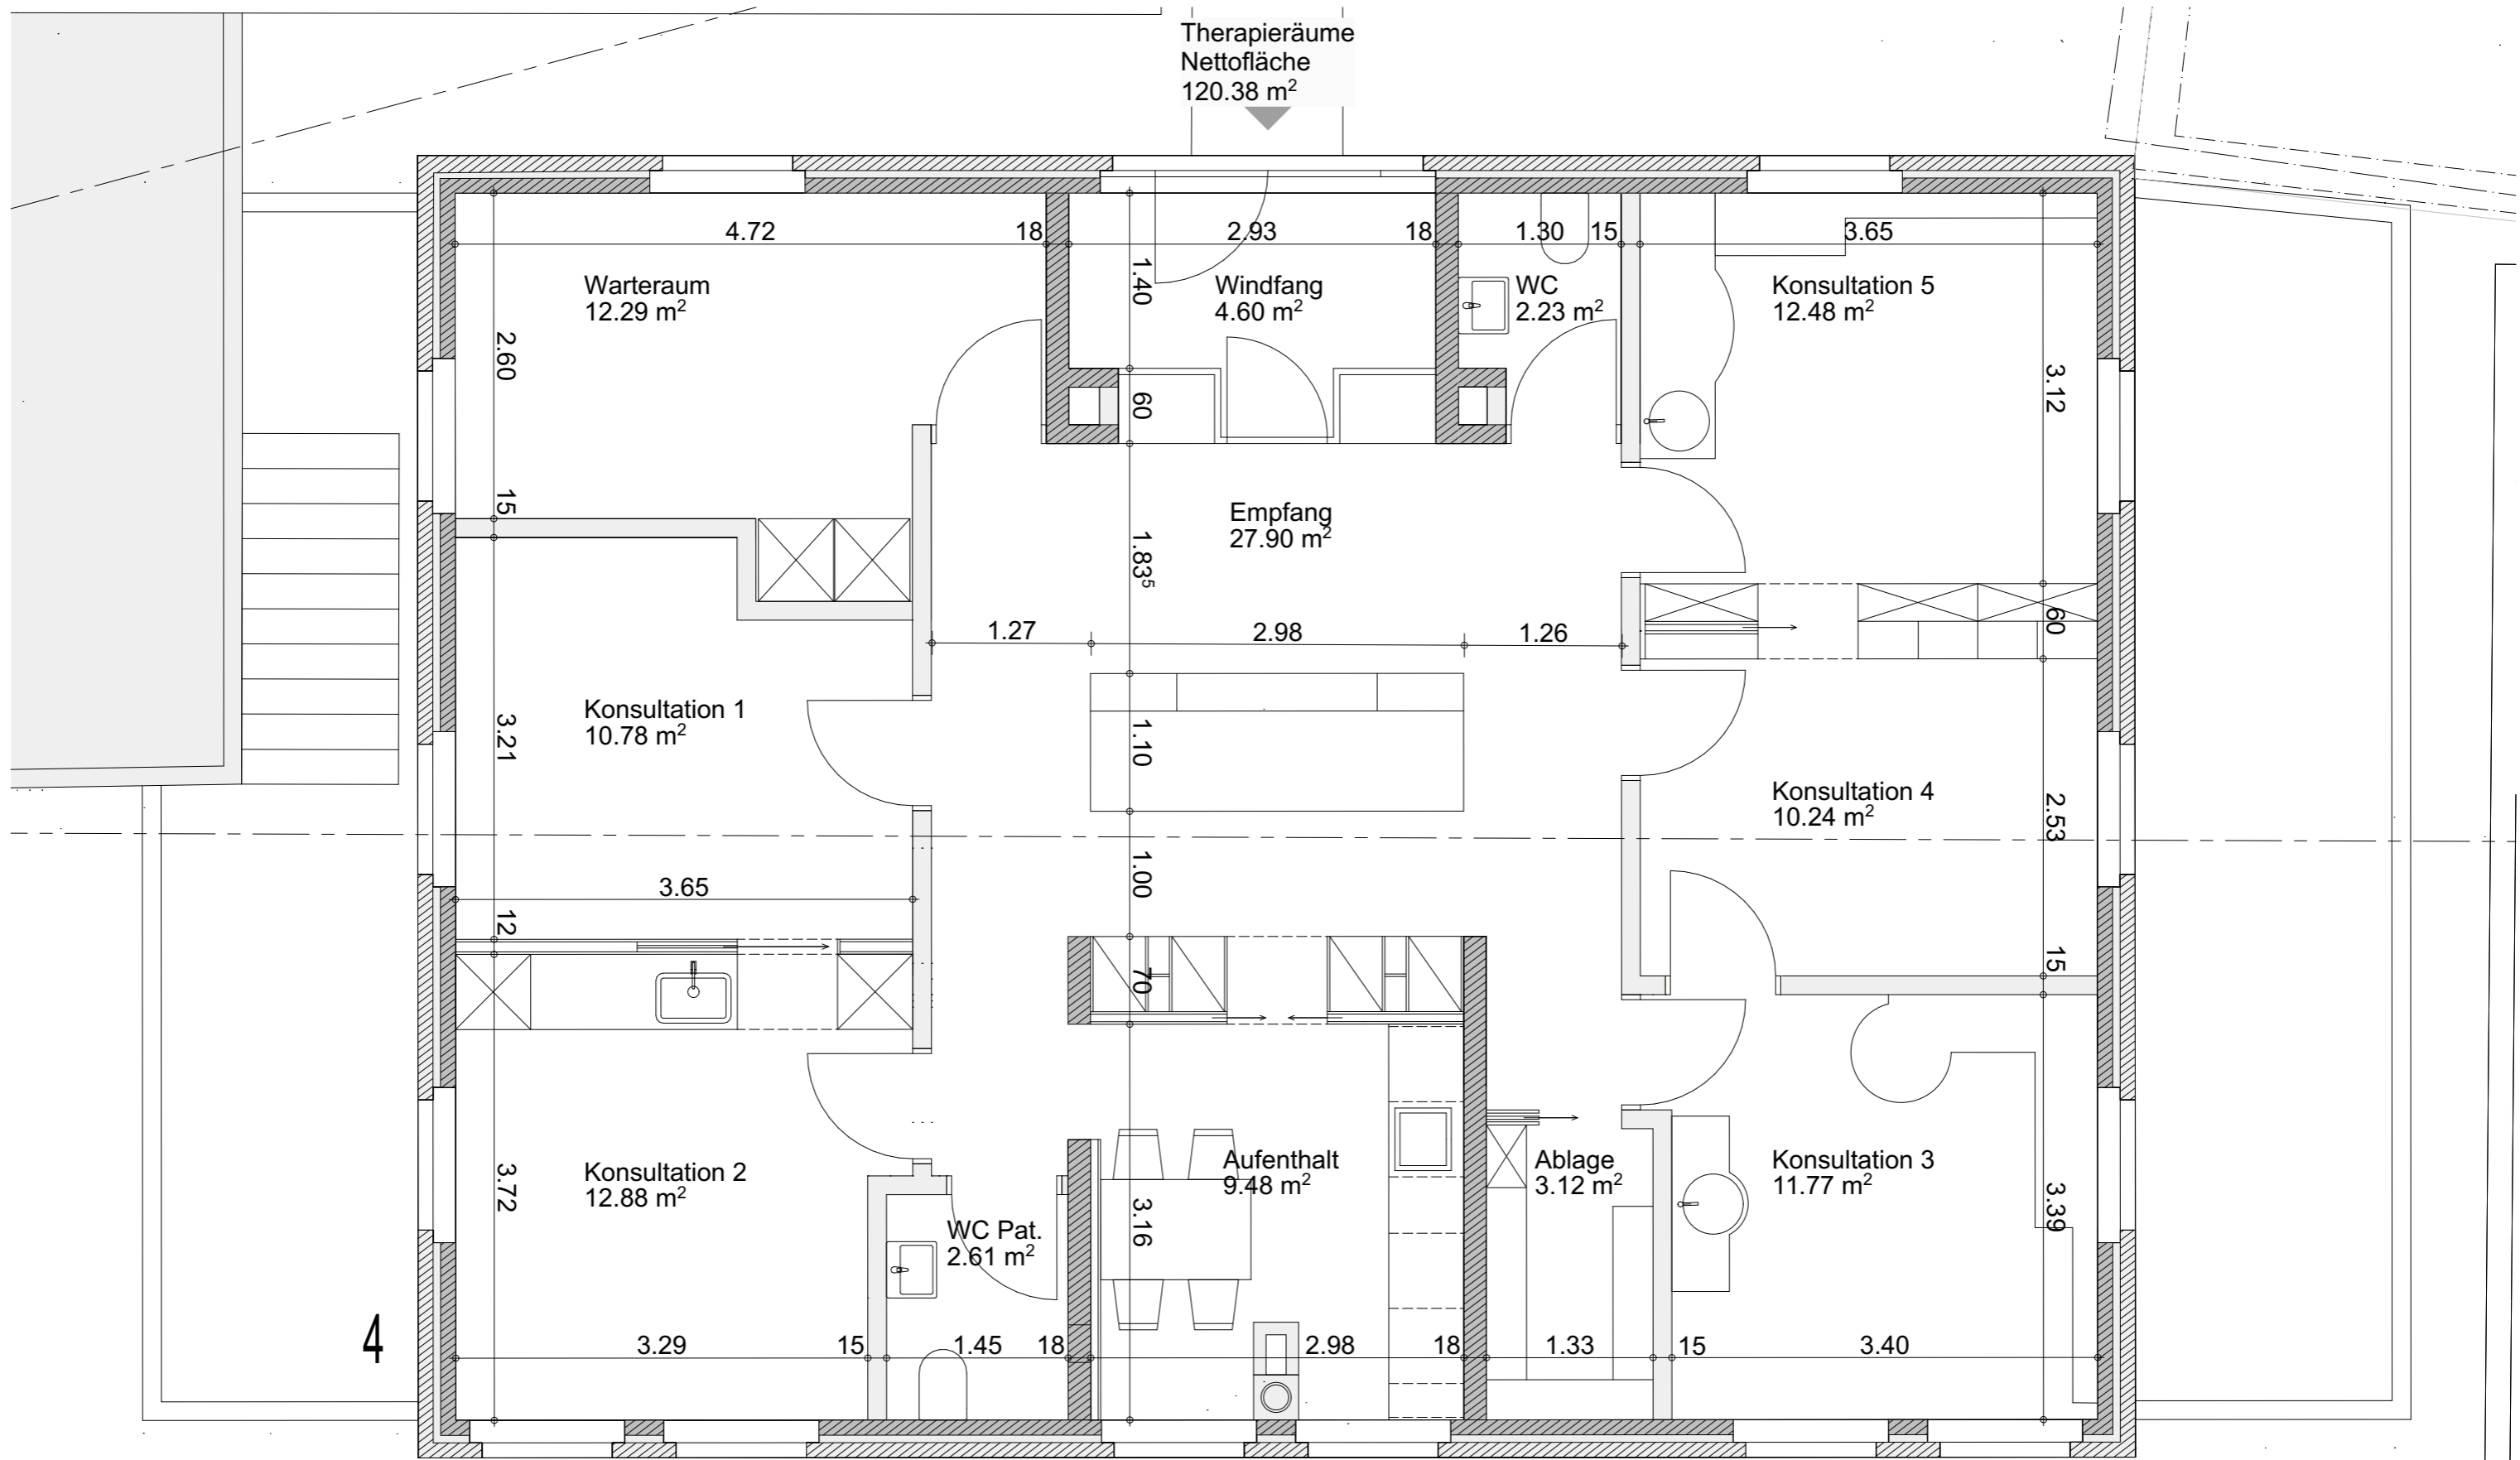 Therapieräume
Nettofläche
120.38 m²
4.72
18
2.93
18
1.30
15
3.65
Warteraum
12.29 m²
1.40
Windfang
4.60 m²
WC
2.23 m²
Konsultation 5
12.48 m²
2.60
60
3.12
15
Empfang
27.90 m²
1.83⁵
60
1.27
2.98
1.26
Konsultation 1
10.78 m²
3.21
1.10
Konsultation 4
10.24 m²
2.53
1.00
3.65
12
70
15
Konsultation 2
12.88 m²
3.72
Aufenthalt
9.48 m²
Ablage
3.12 m²
Konsultation 3
11.77 m²
3.39
WC Pat.
2.61 m²
3.16
4
3.29
15
1.45
18
2.98
18
1.33
15
3.40